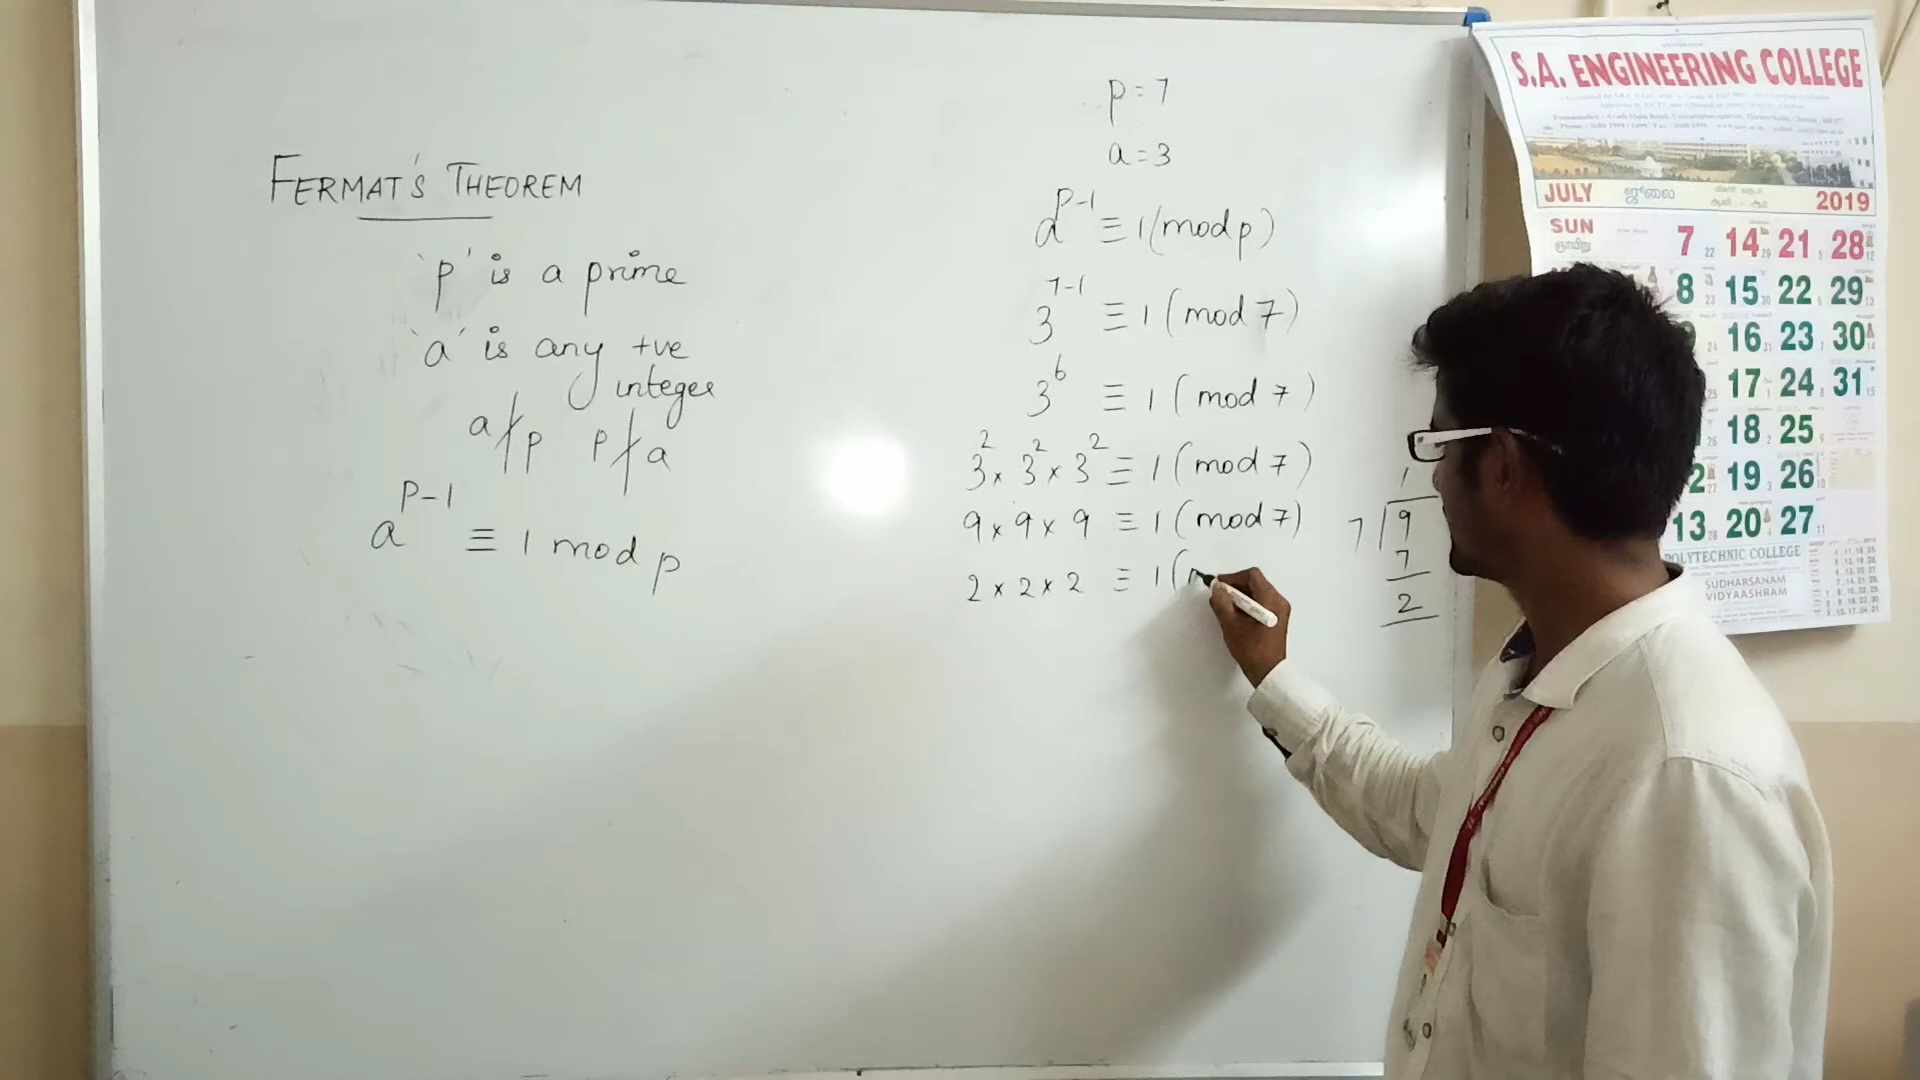 FERMAT'S THEOREM
'p' is a prime
'a' is any +ve
integer
a∤p p∤a
a^{p-1} ≡ 1 mod p
p = 7
a = 3
a^{p-1} ≡ 1 (mod p)
3^{7-1} ≡ 1 (mod 7)
3^6 ≡ 1 (mod 7)
3^2 × 3^2 × 3^2 ≡ 1 (mod 7)
9 × 9 × 9 ≡ 1 (mod 7)
2 × 2 × 2 ≡ 1 (
1
7 9
7
2
S.A. ENGINEERING COLLEGE
JULY ஜூலை 2019
SUN ஞாயிறு 7 14 21 28
8 15 22 29
16 23 30
17 24 31
18 25
19 26
13 20 27
POLYTECHNIC COLLEGE
SUDHARSANAM
VIDYAASHRAM